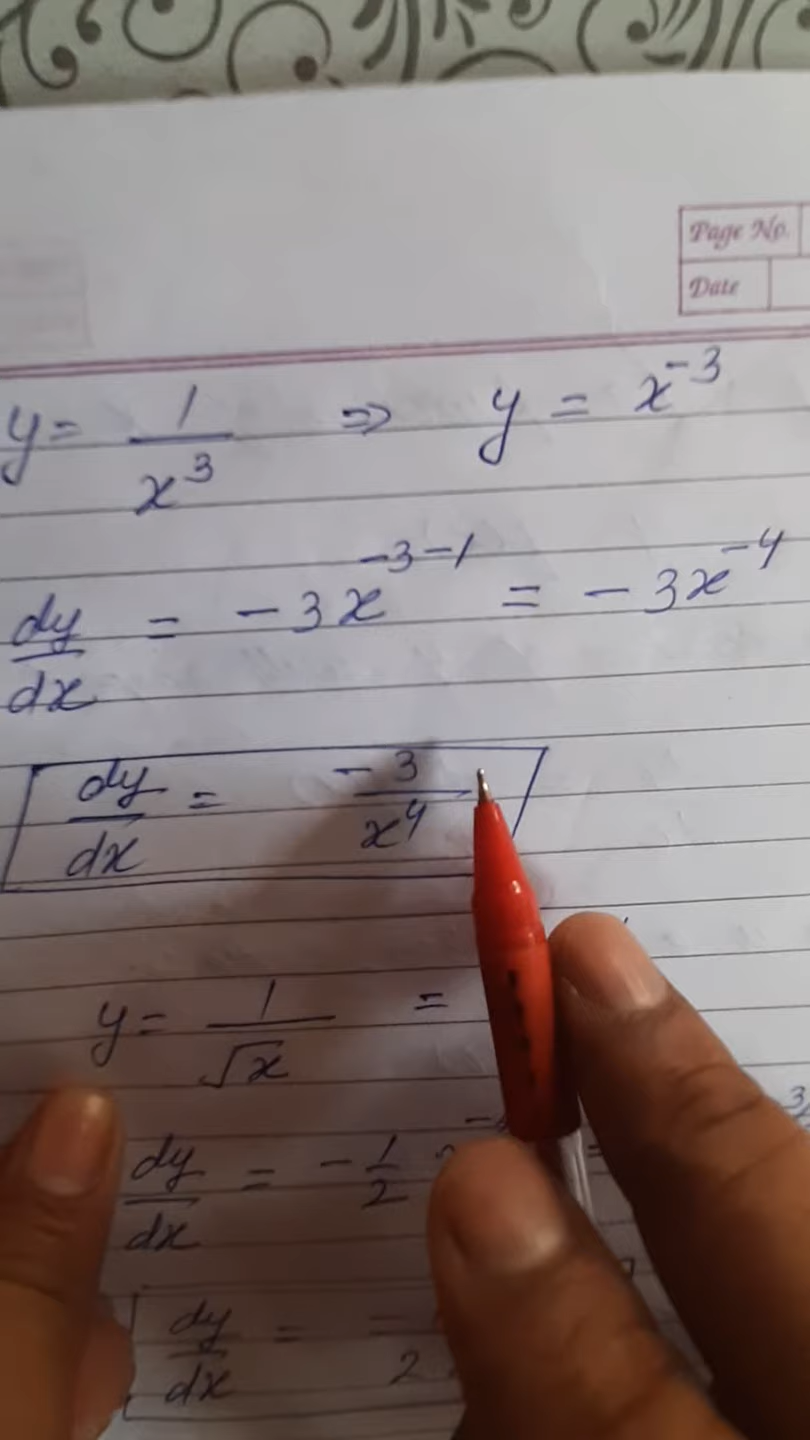 Page No.
Date
y = 1/x³ ⇒ y = x⁻³
dy/dx = -3x⁻³⁻¹ = -3x⁻⁴
dy/dx = -3/x⁴
y = 1/√x =
dy/dx = -1/2 =
dy/dx = - 2